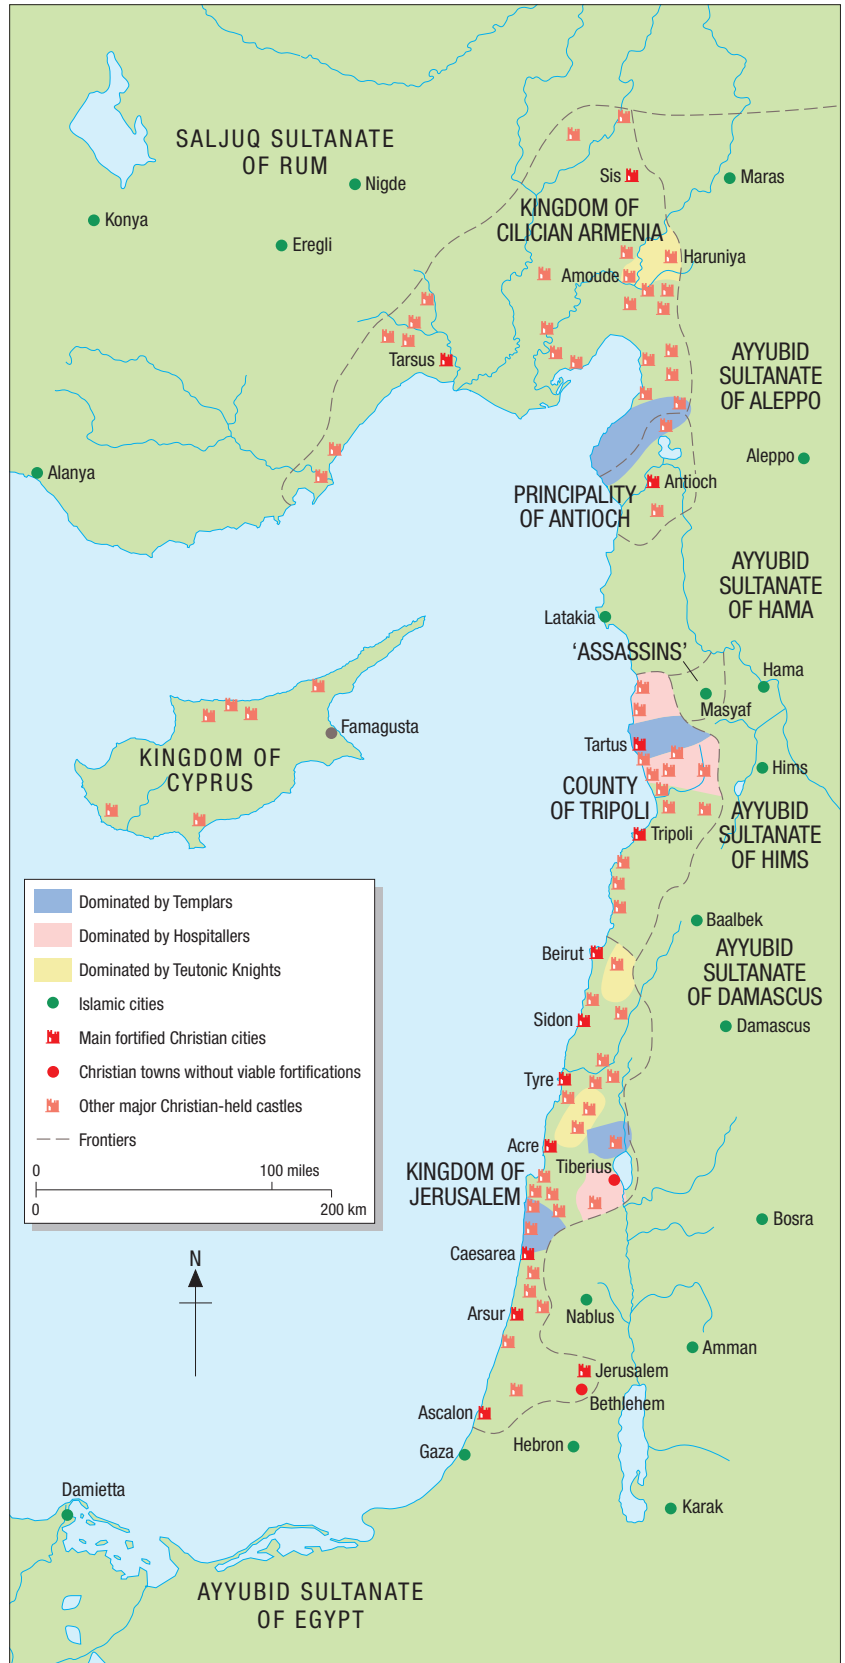 SALJUQ SULTANATE
OF RUM
Nigde
Konya
Eregli
Sis
Maras
KINGDOM OF
CILICIAN ARMENIA
Haruniya
Amoude
Tarsus
AYYUBID
SULTANATE
OF ALEPPO
Alanya
Aleppo
Antioch
PRINCIPALITY
OF ANTIOCH
AYYUBID
SULTANATE
OF HAMA
Latakia
'ASSASSINS'
Hama
Masyaf
Famagusta
Tartus
KINGDOM OF
CYPRUS
Hims
COUNTY
OF TRIPOLI
AYYUBID
SULTANATE
OF HIMS
Tripoli
Dominated by Templars
Dominated by Hospitallers
Dominated by Teutonic Knights
Islamic cities
Main fortified Christian cities
Christian towns without viable fortifications
Other major Christian-held castles
Frontiers
0
100 miles
0
200 km
Baalbek
Beirut
AYYUBID
SULTANATE
OF DAMASCUS
Sidon
Damascus
Tyre
Acre
Tiberius
KINGDOM OF
JERUSALEM
Bosra
Caesarea
N
Arsur
Nablus
Amman
Jerusalem
Bethlehem
Ascalon
Gaza
Hebron
Damietta
Karak
AYYUBID SULTANATE
OF EGYPT